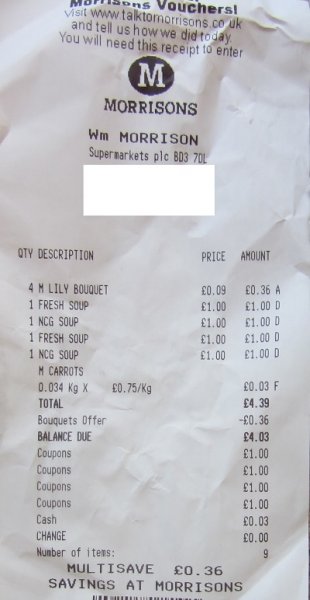 Morrisons Vouchers!
Visit www.talktomorrisons.co.uk
and tell us how we did today.
You will need this receipt to enter
M
MORRISONS
Wm MORRISON
Supermarkets plc BD3 7DL
QTY DESCRIPTION PRICE AMOUNT
4 M LILY BOUQUET £0.09 £0.36 A
1 FRESH SOUP £1.00 £1.00 D
1 NCG SOUP £1.00 £1.00 D
1 FRESH SOUP £1.00 £1.00 D
1 NCG SOUP £1.00 £1.00 D
M CARROTS
0.034 Kg X £0.75/Kg £0.03 F
TOTAL £4.39
Bouquets Offer -£0.36
BALANCE DUE £4.03
Coupons £1.00
Coupons £1.00
Coupons £1.00
Coupons £1.00
Cash £0.03
CHANGE £0.00
Number of items: 9
MULTISAVE £0.36
SAVINGS AT MORRISONS